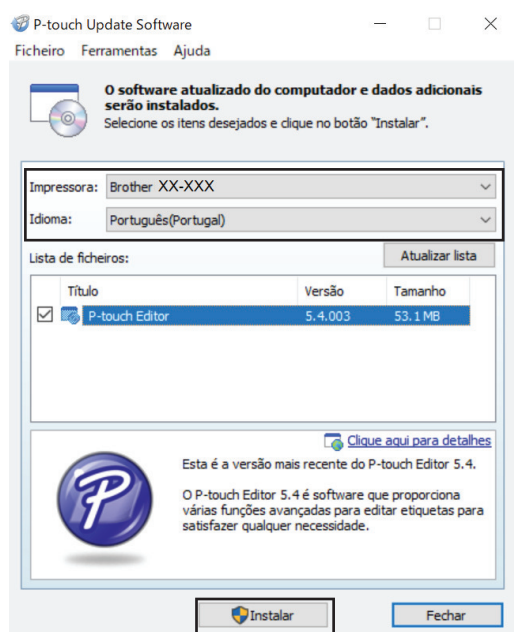 P-touch Update Software
Ficheiro Ferramentas Ajuda
O software atualizado do computador e dados adicionais
serão instalados.
Selecione os itens desejados e clique no botão "Instalar".
Impressora: Brother XX-XXX
Idioma: Português(Portugal)
Lista de ficheiros: Atualizar lista
Título Versão Tamanho
P-touch Editor 5.4.003 53.1 MB
Clique aqui para detalhes
Esta é a versão mais recente do P-touch Editor 5.4.
O P-touch Editor 5.4 é software que proporciona
várias funções avançadas para editar etiquetas para
satisfazer qualquer necessidade.
P
Instalar Fechar